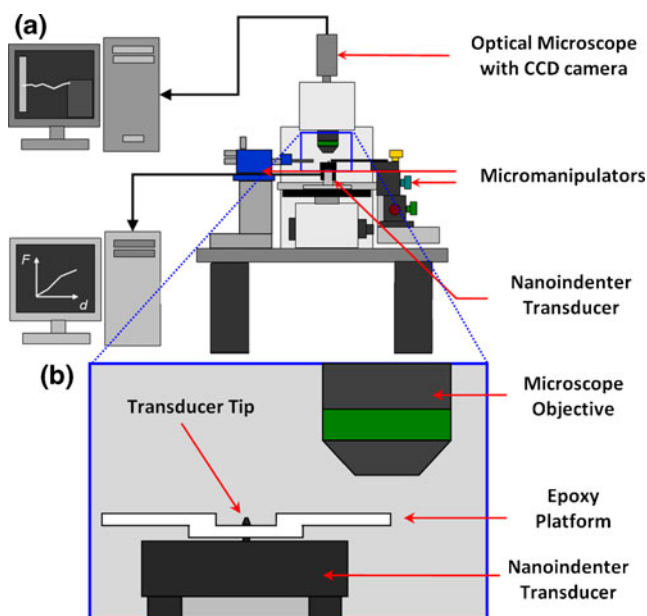 (a)
Optical Microscope
with CCD camera
Micromanipulators
F
d
Nanoindenter
Transducer
(b)
Transducer Tip
Microscope
Objective
Epoxy
Platform
Nanoindenter
Transducer